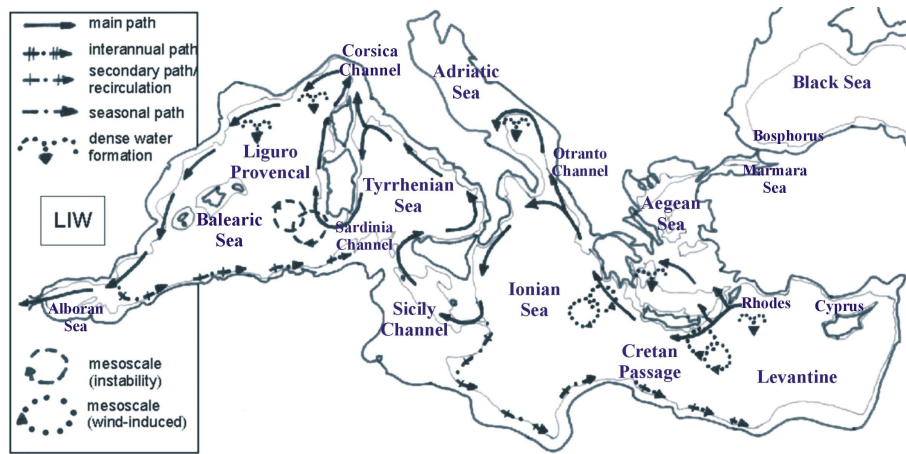 main path
interannual path
secondary path/
recirculation
seasonal path
dense water
formation
LIW
mesoscale
(instability)
mesoscale
(wind-induced)
Corsica
Channel
Adriatic
Sea
Black Sea
Bosphorus
Marmara
Sea
Liguro
Provencal
Otranto
Channel
Tyrrhenian
Sea
Aegean
Sea
Balearic
Sea
Sardinia
Channel
Alboran
Sea
Sicily
Channel
Ionian
Sea
Rhodes
Cyprus
Cretan
Passage
Levantine